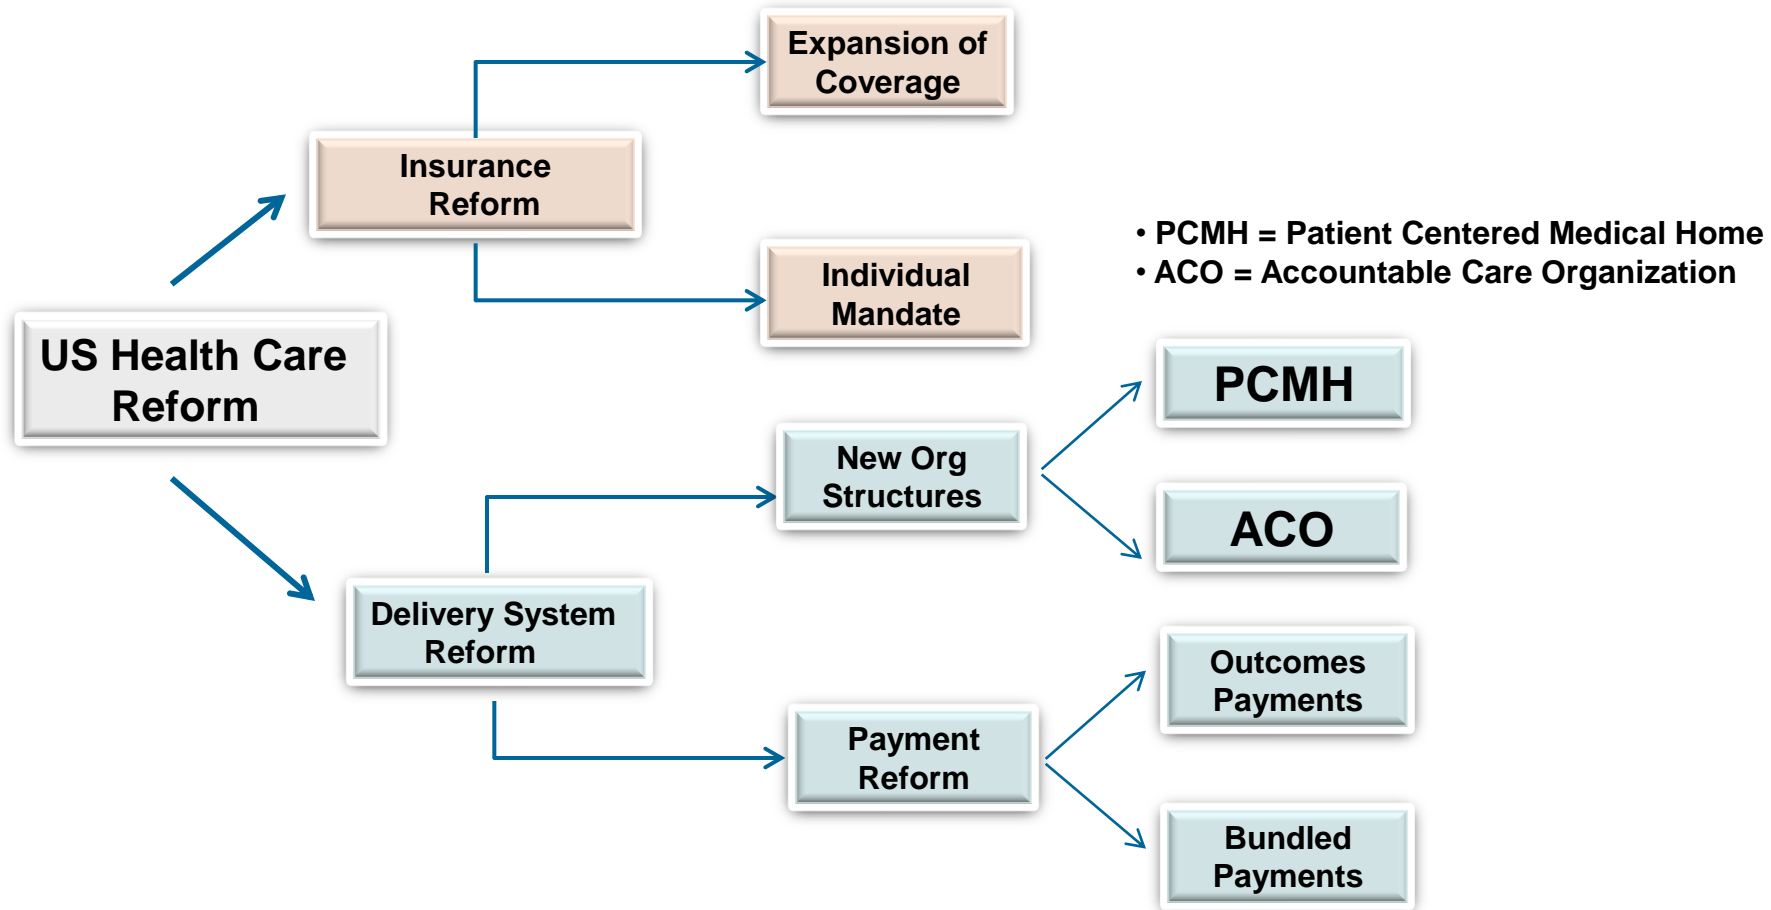 Expansion of
Coverage
Insurance
Reform
Individual
Mandate
• PCMH = Patient Centered Medical Home
• ACO = Accountable Care Organization
US Health Care
Reform
PCMH
New Org
Structures
ACO
Delivery System
Reform
Outcomes
Payments
Payment
Reform
Bundled
Payments